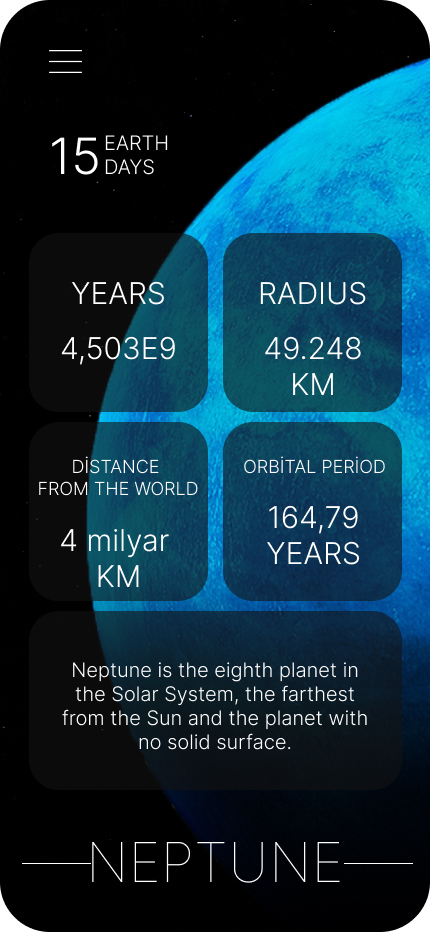 15 EARTH
DAYS
YEARS
4,503E9
RADIUS
49.248
KM
DİSTANCE
FROM THE WORLD
4 milyar
KM
ORBİTAL PERİOD
164,79
YEARS
Neptune is the eighth planet in
the Solar System, the farthest
from the Sun and the planet with
no solid surface.
NEPTUNE